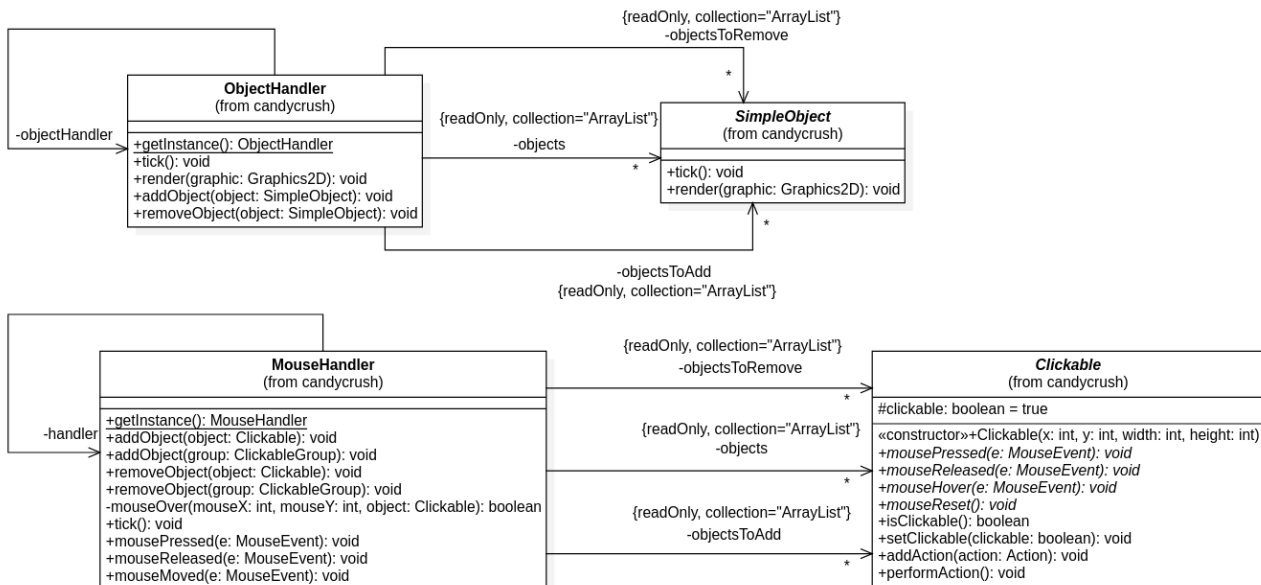 {readOnly, collection="ArrayList"}
-objectsToRemove
*
ObjectHandler
(from candycrush)
-objectHandler
+getInstance(): ObjectHandler
+tick(): void
+render(graphic: Graphics2D): void
+addObject(object: SimpleObject): void
+removeObject(object: SimpleObject): void
{readOnly, collection="ArrayList"}
-objects
*
SimpleObject
(from candycrush)
+tick(): void
+render(graphic: Graphics2D): void
*
-objectsToAdd
{readOnly, collection="ArrayList"}
MouseHandler
(from candycrush)
-handler
+getInstance(): MouseHandler
+addObject(object: Clickable): void
+addObject(group: ClickableGroup): void
+removeObject(object: Clickable): void
+removeObject(group: ClickableGroup): void
-mouseOver(mouseX: int, mouseY: int, object: Clickable): boolean
+tick(): void
+mousePressed(e: MouseEvent): void
+mouseReleased(e: MouseEvent): void
+mouseMoved(e: MouseEvent): void
{readOnly, collection="ArrayList"}
-objectsToRemove
*
{readOnly, collection="ArrayList"}
-objects
*
{readOnly, collection="ArrayList"}
-objectsToAdd
*
Clickable
(from candycrush)
#clickable: boolean = true
«constructor»+Clickable(x: int, y: int, width: int, height: int)
+mousePressed(e: MouseEvent): void
+mouseReleased(e: MouseEvent): void
+mouseHover(e: MouseEvent): void
+mouseReset(): void
+isClickable(): boolean
+setClickable(clickable: boolean): void
+addAction(action: Action): void
+performAction(): void